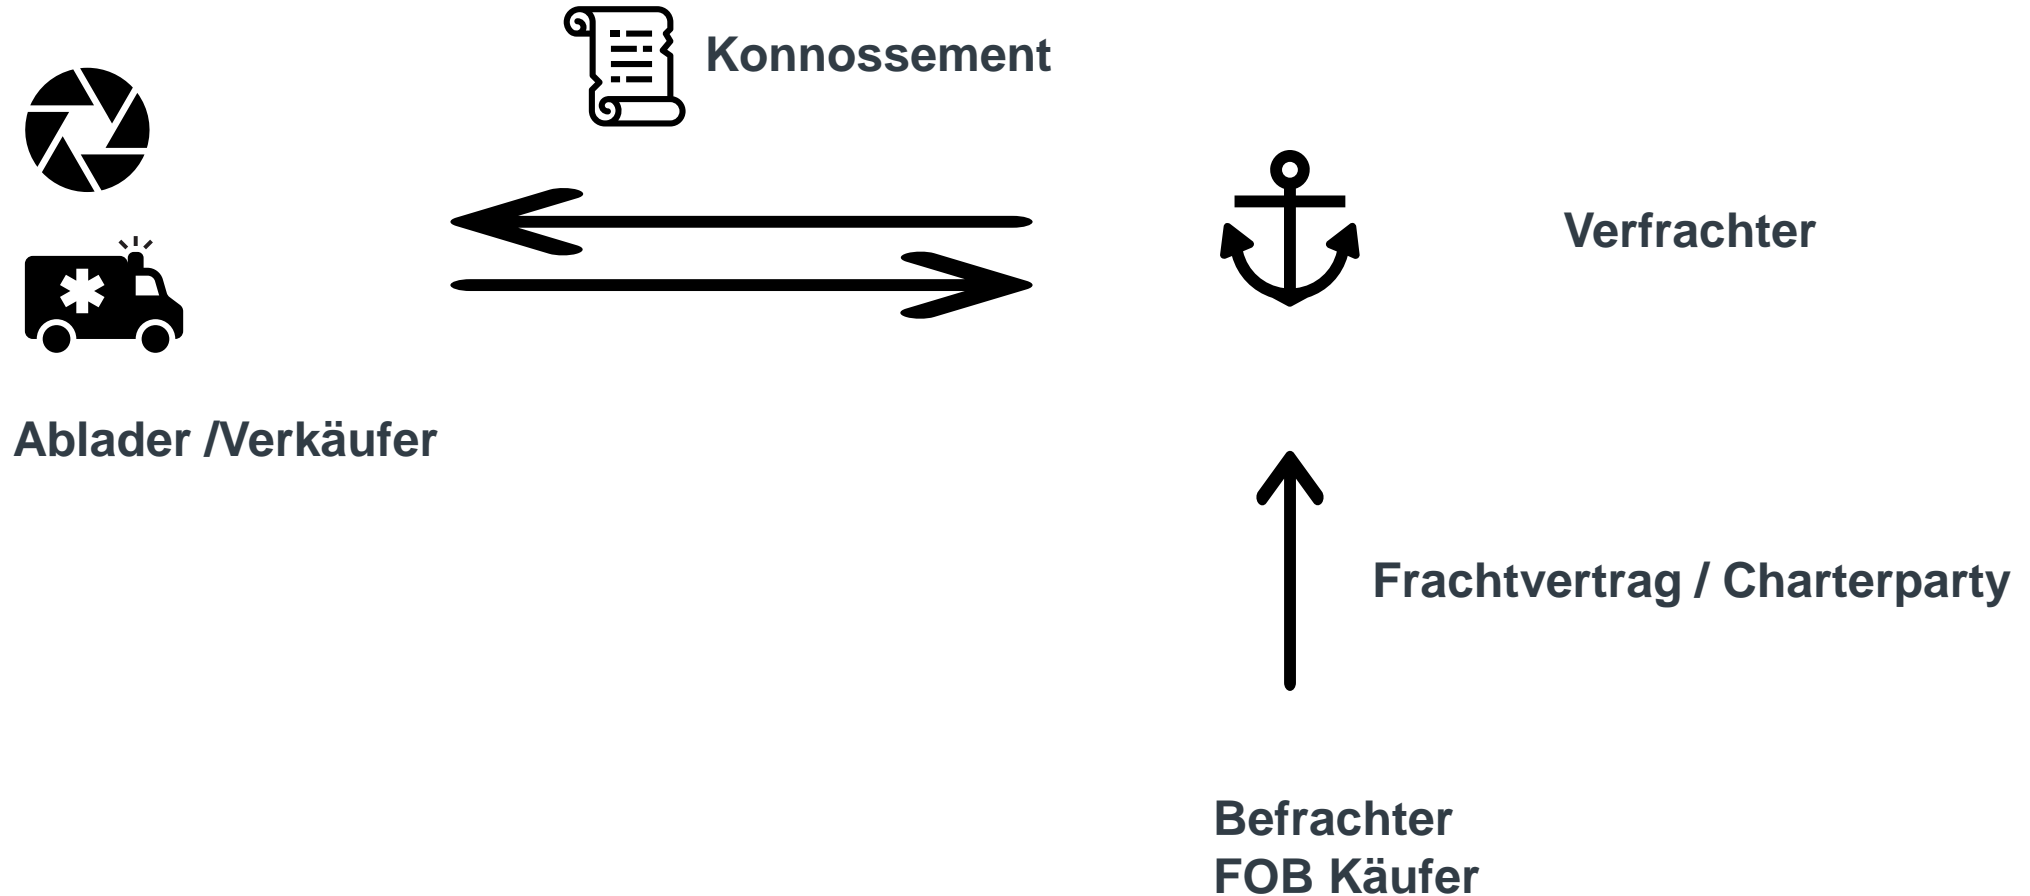 Konnossement
Verfrachter
Ablader /Verkäufer
Frachtvertrag / Charterparty
Befrachter
FOB Käufer